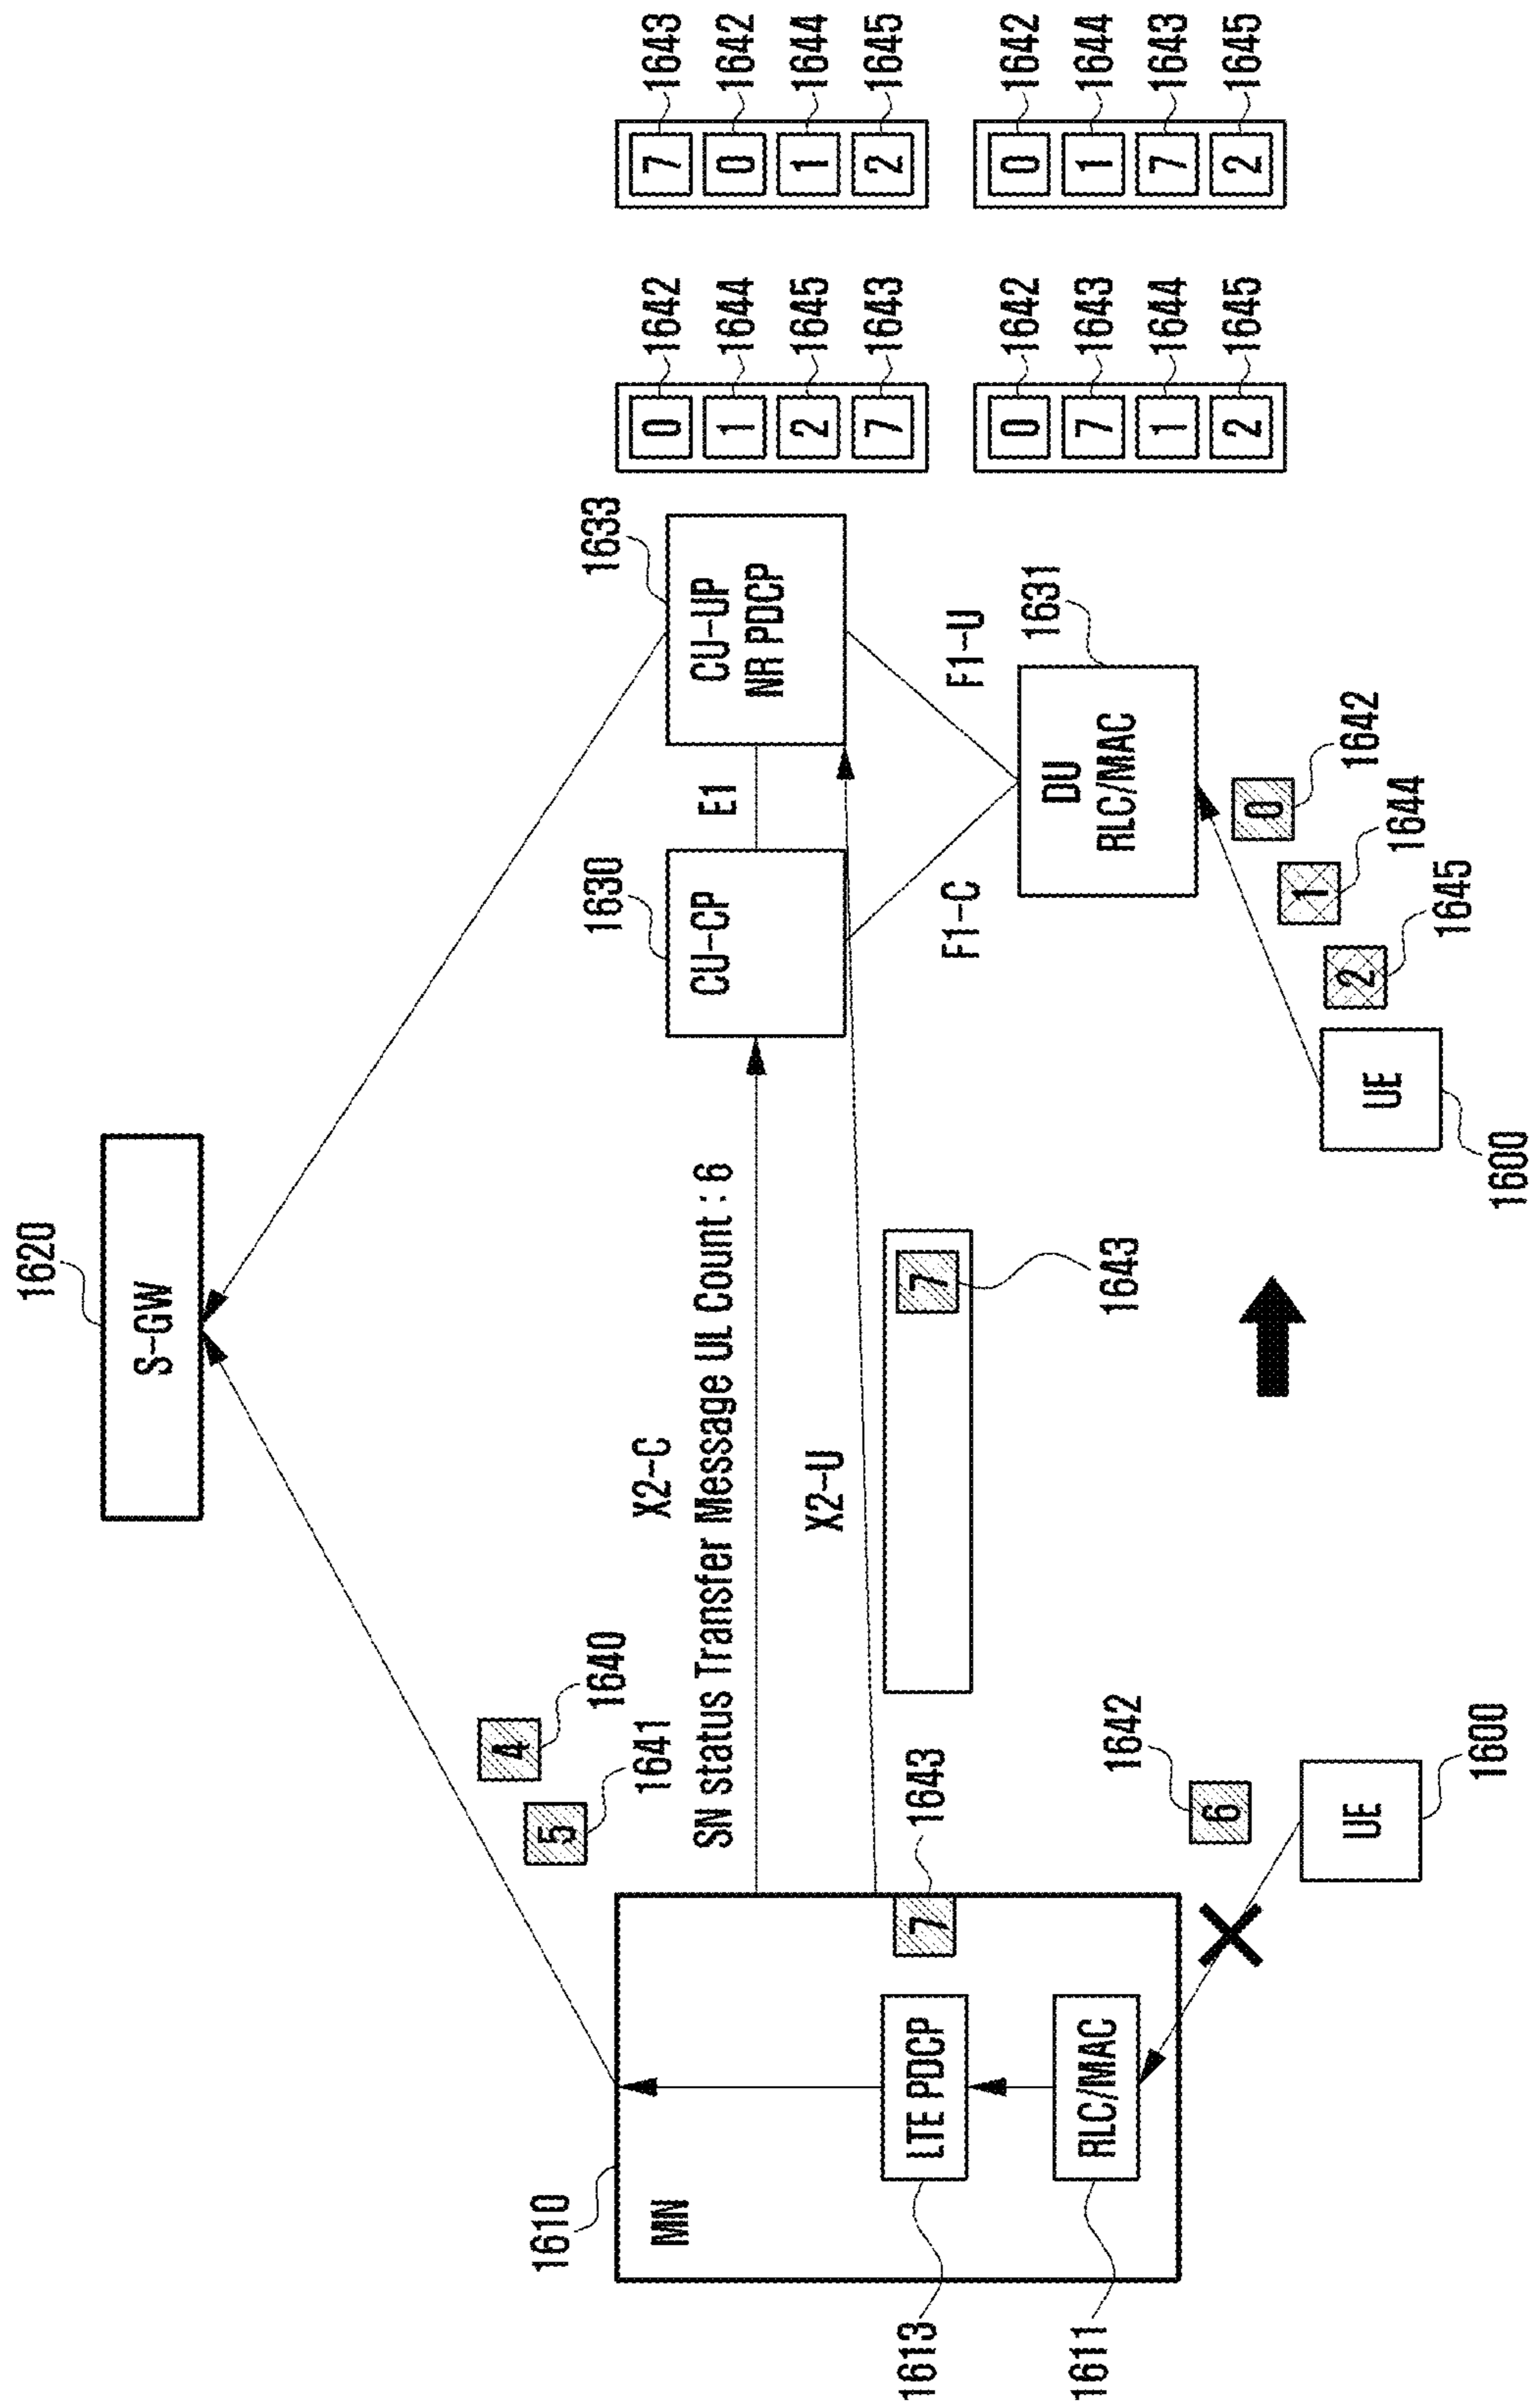 1620
S-GW
4
1640
5
1641
1610
MN
X2-C
SN status Transfer Message UL Count : 6
X2-U
7
1643
LTE PDCP
1613
RLC/MAC
1611
6
1642
UE
1600
7
1643
1630
CU-CP
E1
1633
CU-UP
NR PDCP
F1-C
F1-U
1631
DU
RLC/MAC
0
1642
1
1644
2
1645
UE
1600
0 1642
1 1644
2 1645
7 1643
7 1643
0 1642
1 1644
2 1645
0 1642
7 1643
1 1644
2 1645
0 1642
1 1644
7 1643
2 1645